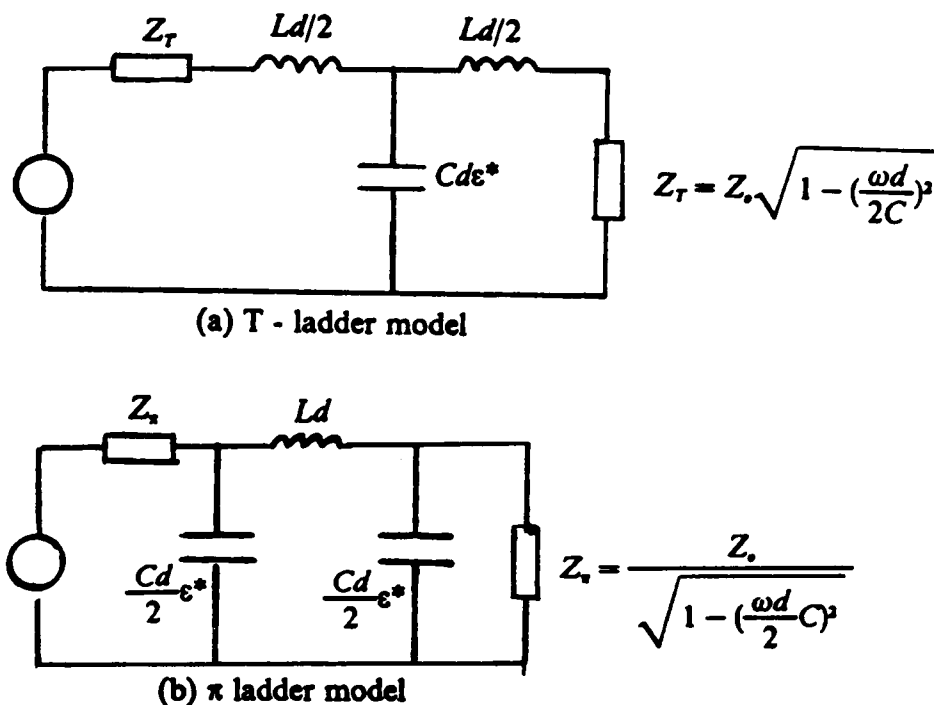 Z_T Ld/2 Ld/2
Cdε*
Z_T = Z_o √(1 − (ωd/2C)²)
(a) T - ladder model
Z_π Ld
Cd/2 ε* Cd/2 ε*
Z_π = Z_o / √(1 − (ωd/2 C)²)
(b) π ladder model